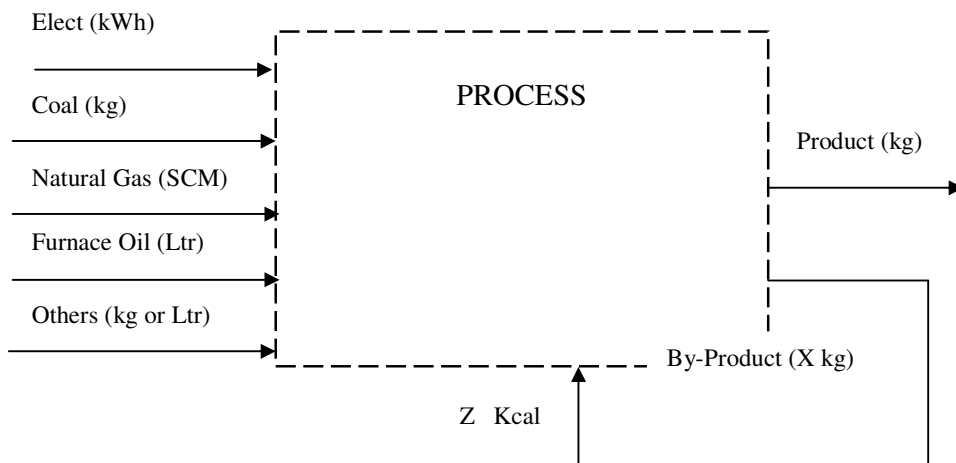 Elect (kWh)
PROCESS
Coal (kg)
Product (kg)
Natural Gas (SCM)
Furnace Oil (Ltr)
Others (kg or Ltr)
By-Product (X kg)
Z Kcal